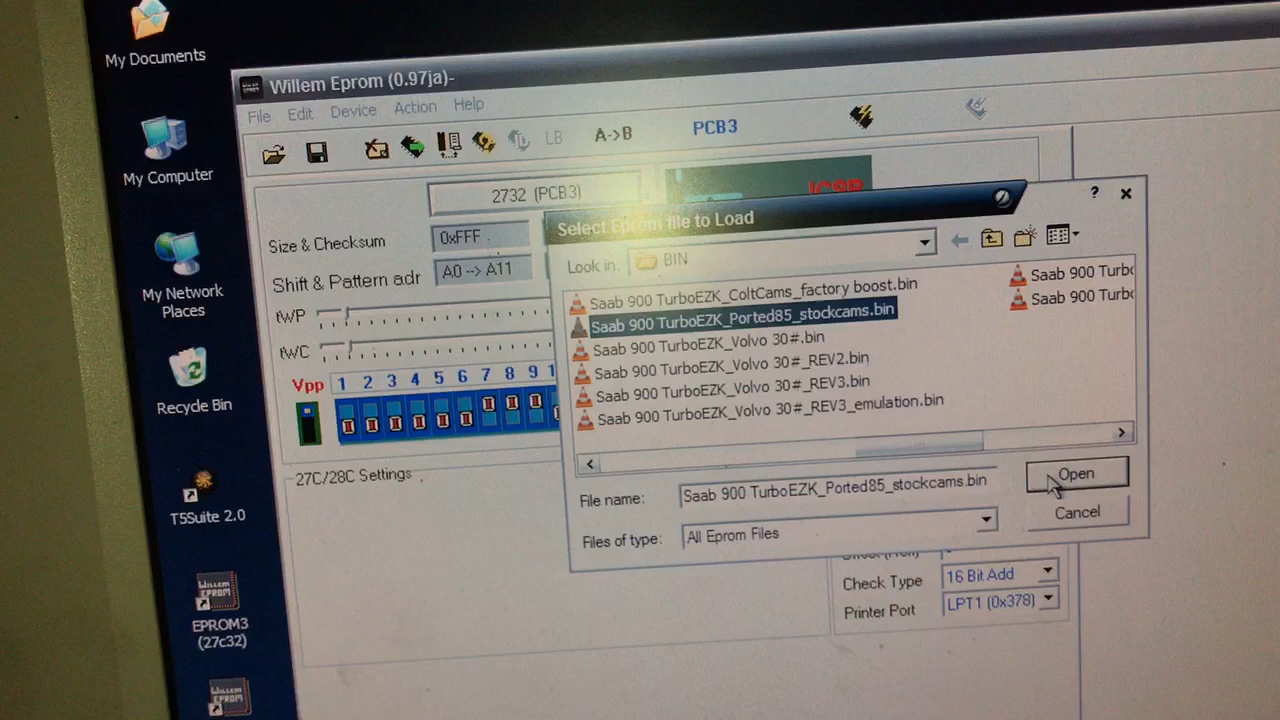 My Documents
My Computer
My Network
Places
Recycle Bin
T5Suite 2.0
Willem
EPROM
EPROM3
(27c32)
Willem
EPROM
Willem Eprom (0.97ja)-
File Edit Device Action Help
LB A->B PCB3
2732 (PCB3)
Size & Checksum 0xFFF
Shift & Pattern adr A0 --> A11
tWP
tWC
Vpp 1 2 3 4 5 6 7 8 9 1
27C/28C Settings
Select Eprom file to Load ?
Look in: BIN
Saab 900 TurboEZK_ColtCams_factory boost.bin
Saab 900 TurboEZK_Ported85_stockcams.bin
Saab 900 TurboEZK_Volvo 30#.bin
Saab 900 TurboEZK_Volvo 30#_REV2.bin
Saab 900 TurboEZK_Volvo 30#_REV3.bin
Saab 900 TurboEZK_Volvo 30#_REV3_emulation.bin
Saab 900 Turbo
Saab 900 Turbo
File name: Saab 900 TurboEZK_Ported85_stockcams.bin Open
Files of type: All Eprom Files Cancel
Check Type 16 Bit Add
Printer Port LPT1 (0x378)